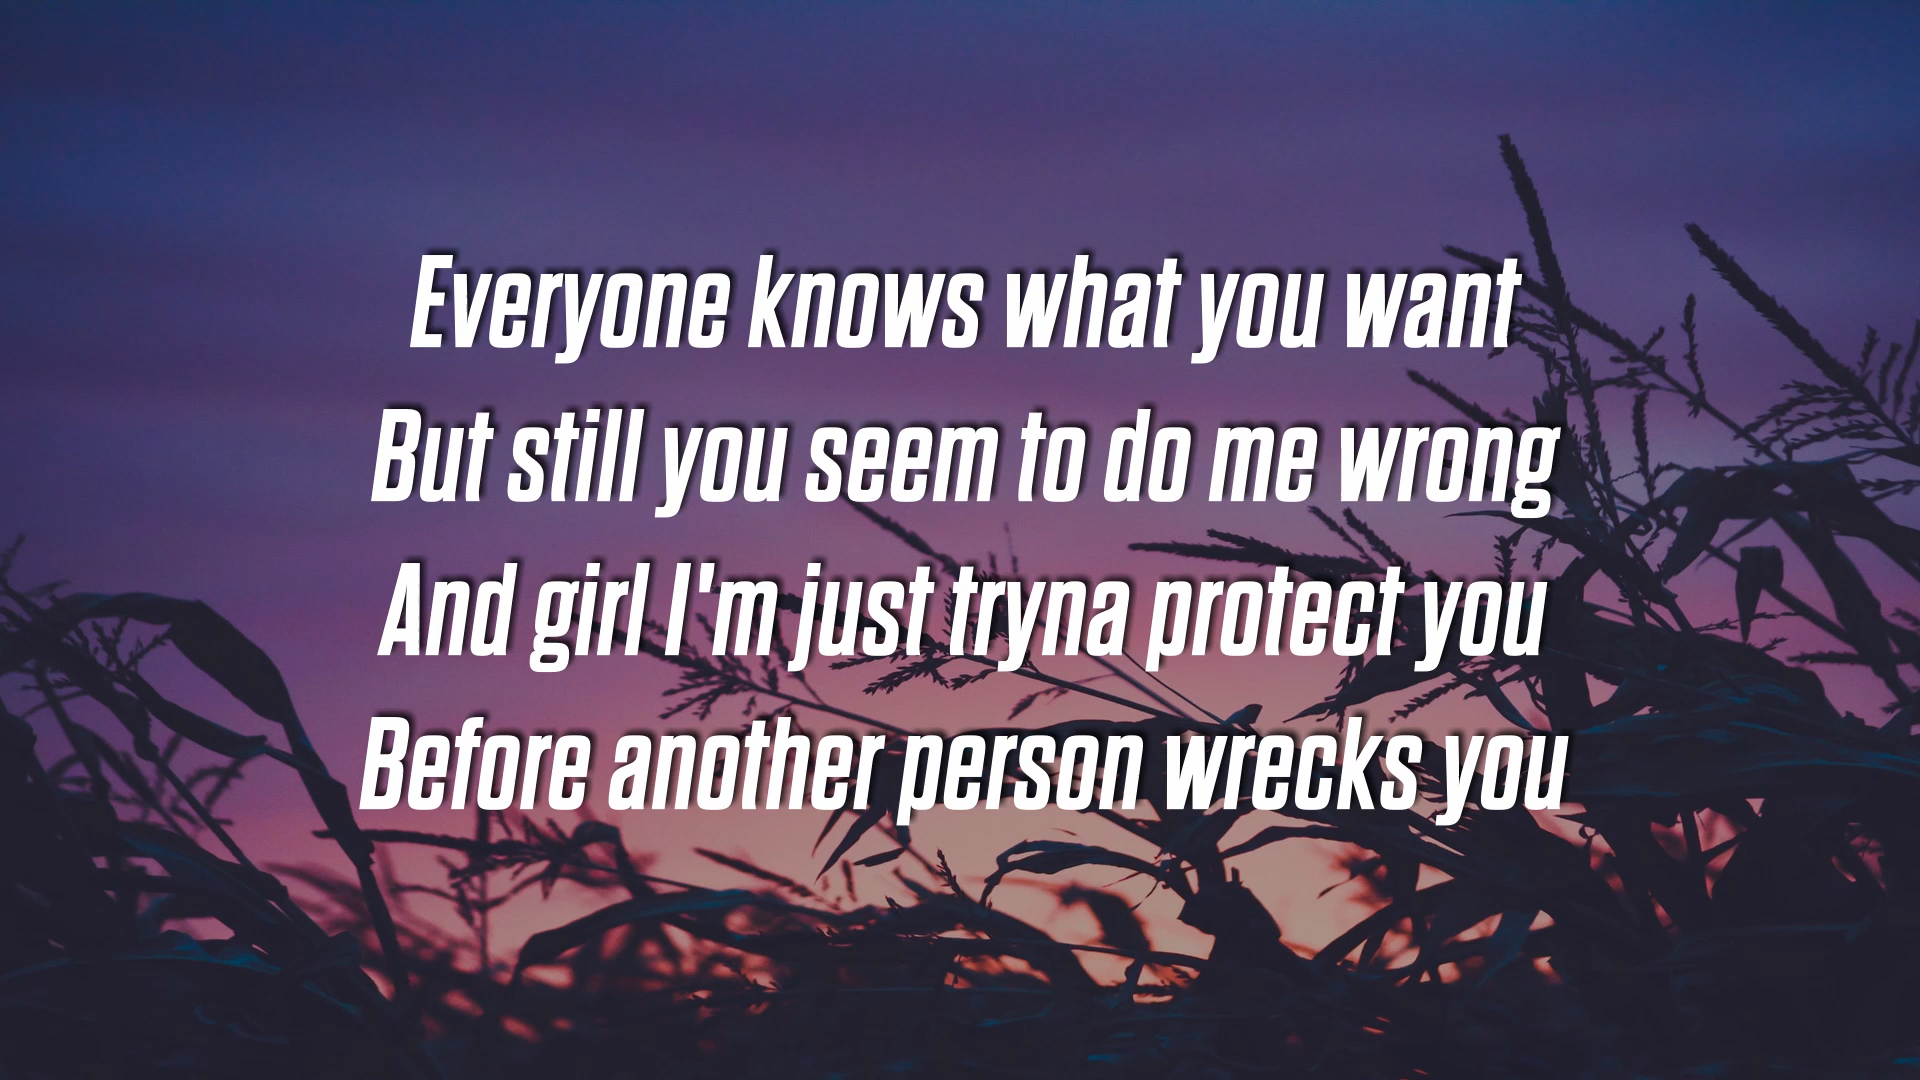 Everyone knows what you want
But still you seem to do me wrong
And girl I'm just tryna protect you
Before another person wrecks you